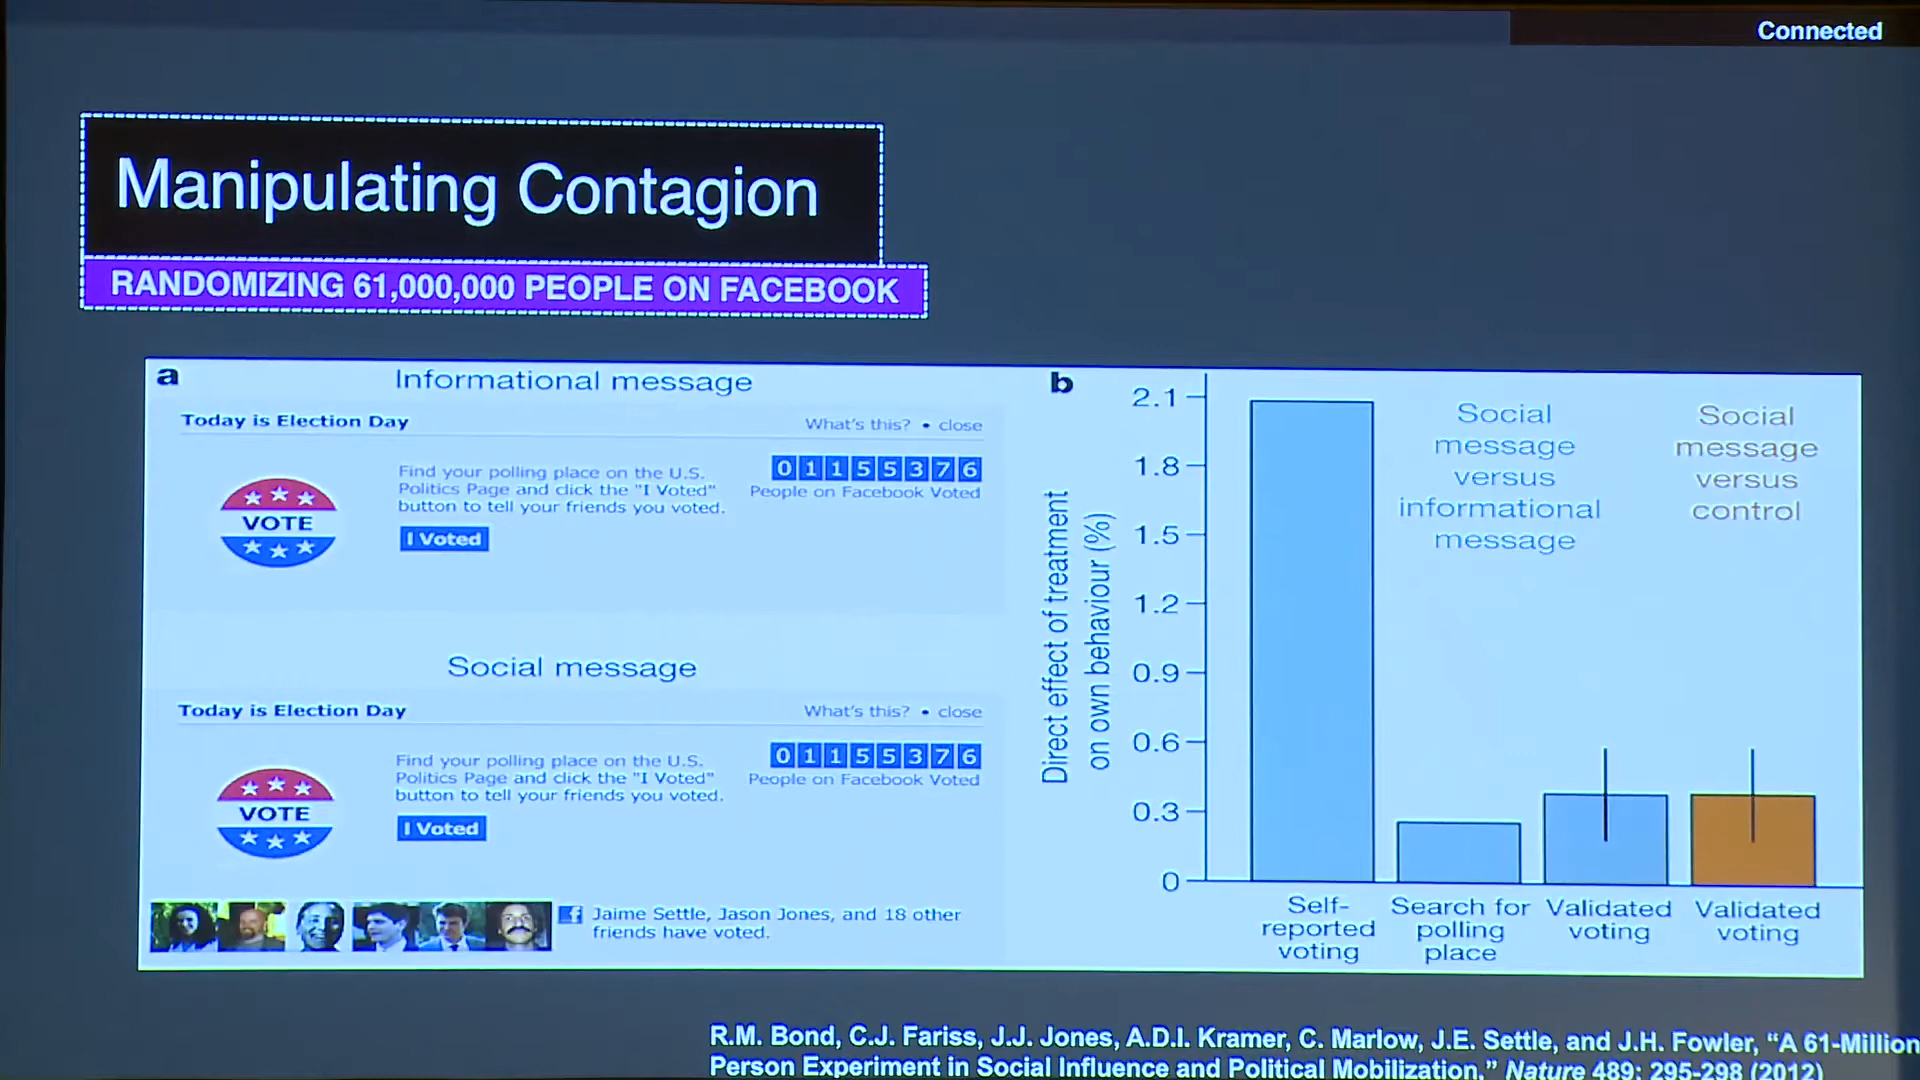 Connected
Manipulating Contagion
RANDOMIZING 61,000,000 PEOPLE ON FACEBOOK
a
Informational message
Today is Election Day
What's this? • close
Find your polling place on the U.S.
Politics Page and click the "I Voted"
button to tell your friends you voted.
I Voted
0 1 1 5 5 3 7 6
People on Facebook Voted
VOTE
Social message
Today is Election Day
What's this? • close
Find your polling place on the U.S.
Politics Page and click the "I Voted"
button to tell your friends you voted.
I Voted
0 1 1 5 5 3 7 6
People on Facebook Voted
VOTE
f
Jaime Settle, Jason Jones, and 18 other
friends have voted.
b
Direct effect of treatment
on own behaviour (%)
2.1
1.8
1.5
1.2
0.9
0.6
0.3
0
Social
message
versus
informational
message
Social
message
versus
control
Self-
reported
voting
Search for
polling
place
Validated
voting
Validated
voting
R.M. Bond, C.J. Fariss, J.J. Jones, A.D.I. Kramer, C. Marlow, J.E. Settle, and J.H. Fowler, “A 61-Million
Person Experiment in Social Influence and Political Mobilization,” Nature 489: 295-298 (2012)